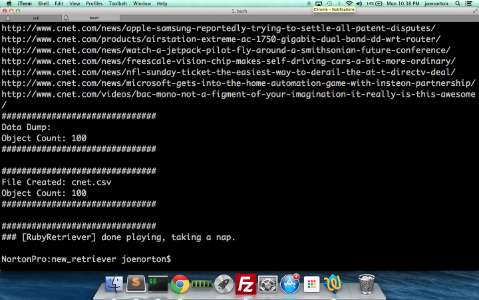 iTerm Shell Edit View Profiles Toolbelt Window Help
14% Mon 10:38 PM joenorton
Chrome – Notifications
1. bash
bash
http://www.cnet.com/news/apple-samsung-reportedly-trying-to-settle-all-patent-disputes/
http://www.cnet.com/products/airstation-extreme-ac-1750-gigabit-dual-band-dd-wrt-router/
http://www.cnet.com/news/watch-a-jetpack-pilot-fly-around-a-smithsonian-future-conference/
http://www.cnet.com/news/freescale-vision-chip-makes-self-driving-cars-a-bit-more-ordinary/
http://www.cnet.com/news/nfl-sunday-ticket-the-easiest-way-to-derail-the-at-t-directv-deal/
http://www.cnet.com/news/microsoft-gets-into-the-home-automation-game-with-insteon-partnership/
http://www.cnet.com/videos/bac-mono-not-a-figment-of-your-imagination-it-really-is-this-awesome
/
###############################
Data Dump:
Object Count: 100

###############################
File Created: cnet.csv
Object Count: 100
###############################

###############################
### [RubyRetriever] done playing, taking a nap.

NortonPro:new_retriever joenorton$